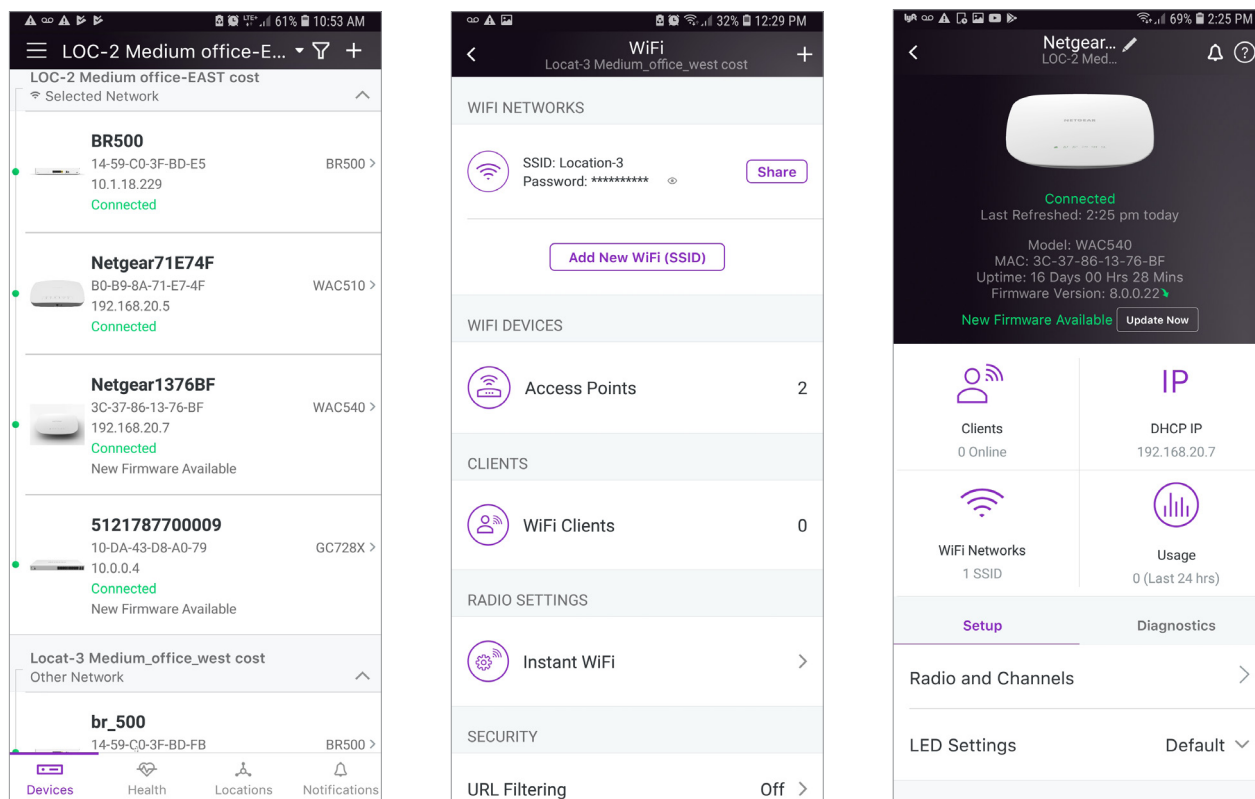 LTE+ 61% 10:53 AM
LOC-2 Medium office-E...
LOC-2 Medium office-EAST cost
Selected Network
BR500
14-59-C0-3F-BD-E5 BR500 >
10.1.18.229
Connected
Netgear71E74F
B0-B9-8A-71-E7-4F WAC510 >
192.168.20.5
Connected
Netgear1376BF
3C-37-86-13-76-BF WAC540 >
192.168.20.7
Connected
New Firmware Available
5121787700009
10-DA-43-D8-A0-79 GC728X >
10.0.0.4
Connected
New Firmware Available
Locat-3 Medium_office_west cost
Other Network
br_500
14-59-C0-3F-BD-FB BR500 >
Devices Health Locations Notifications
32% 12:29 PM
WiFi
Locat-3 Medium_office_west cost
WIFI NETWORKS
SSID: Location-3
Password: **********
Share
Add New WiFi (SSID)
WIFI DEVICES
Access Points 2
CLIENTS
WiFi Clients 0
RADIO SETTINGS
Instant WiFi
SECURITY
URL Filtering Off >
lyft 69% 2:25 PM
Netgear...
LOC-2 Med...
NETGEAR
Connected
Last Refreshed: 2:25 pm today
Model: WAC540
MAC: 3C-37-86-13-76-BF
Uptime: 16 Days 00 Hrs 28 Mins
Firmware Version: 8.0.0.22
New Firmware Available Update Now
IP
Clients DHCP IP
0 Online 192.168.20.7
WiFi Networks Usage
1 SSID 0 (Last 24 hrs)
Setup Diagnostics
Radio and Channels
LED Settings Default